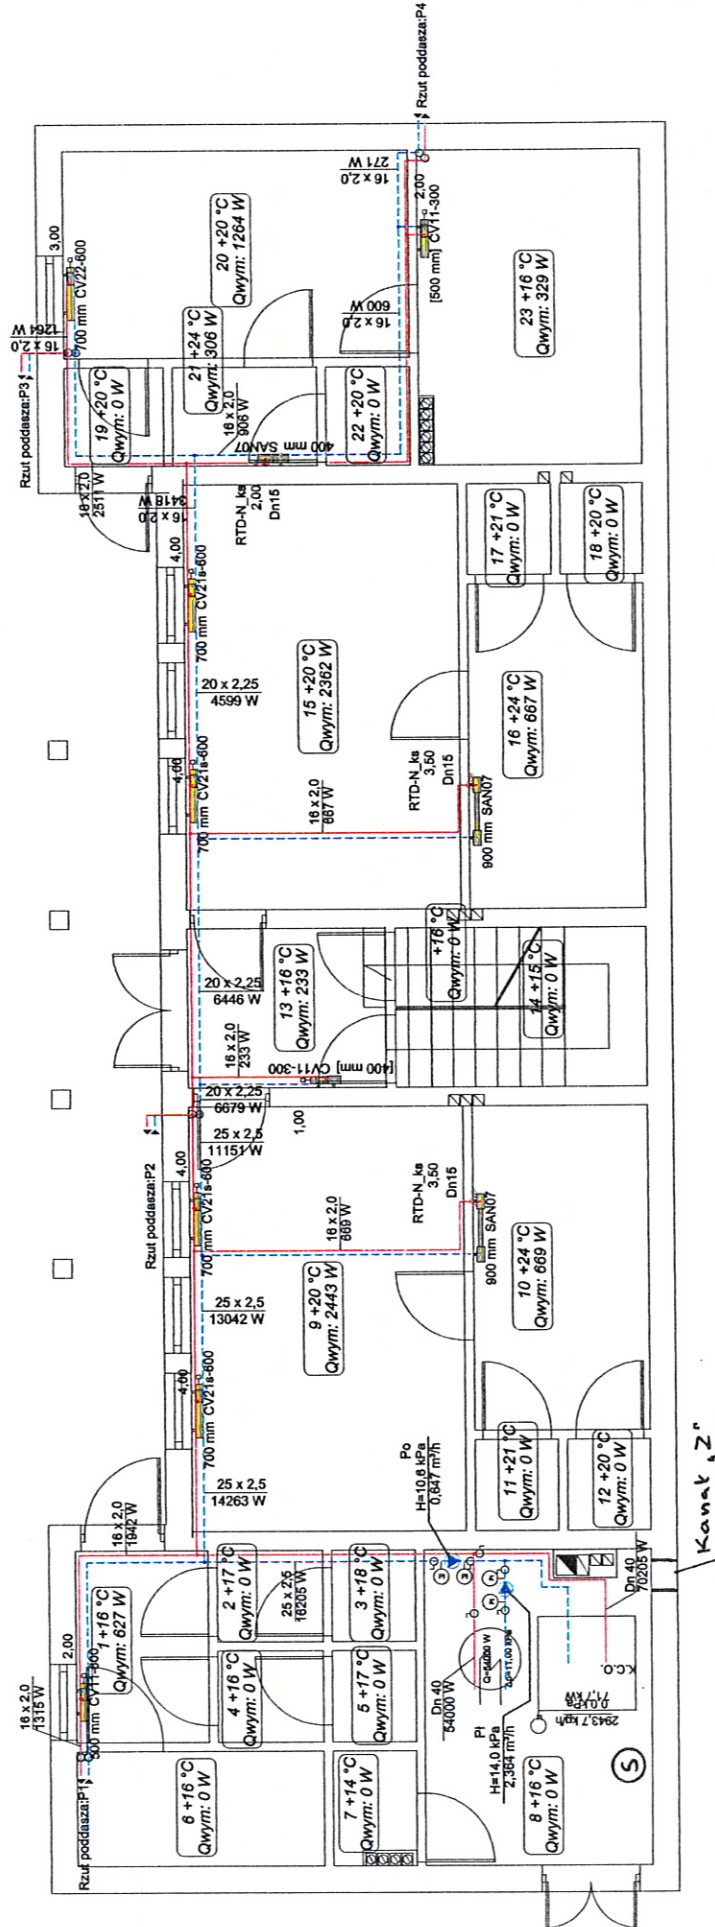 Rzut poddasza:P4
3,00
700 mm CV22-600
1264 W
16 x 2,0
Rzut poddasza:P3
20 +20 °C
Qwym: 1264 W
271 W
16 x 2,0
2,00
[500 mm] CV11-300
600 W
16 x 2,0
23 +16 °C
Qwym: 329 W
21 +24 °C
Qwym: 306 W
19 +20 °C
Qwym: 0 W
22 +20 °C
Qwym: 0 W
16 x 2,0
906 W
400 mm SAN07
16 x 2,0
2511 W
3418 W
16 x 2,0
RTD-N_ks
2,00
Dn15
4,00
700 mm CV21s-600
17 +21 °C
Qwym: 0 W
18 +20 °C
Qwym: 0 W
20 x 2,25
4599 W
15 +20 °C
Qwym: 2362 W
16 +24 °C
Qwym: 667 W
4,00
700 mm CV21s-600
16 x 2,0
667 W
RTD-N_ks
3,50
Dn15
900 mm SAN07
+16 °C
Qwym: 0 W
14 +15 °C
Qwym: 0 W
20 x 2,25
6446 W
13 +16 °C
Qwym: 233 W
16 x 2,0
233 W
[400 mm] CV11-300
20 x 2,25
6679 W
1,00
25 x 2,5
11151 W
Rzut poddasza:P2
4,00
700 mm CV21s-600
16 x 2,0
669 W
RTD-N_ks
3,50
Dn15
900 mm SAN07
25 x 2,5
13042 W
9 +20 °C
Qwym: 2443 W
10 +24 °C
Qwym: 669 W
4,00
700 mm CV21s-600
25 x 2,5
14263 W
Po
H=10,8 kPa
0,647 m³/h
11 +21 °C
Qwym: 0 W
12 +20 °C
Qwym: 0 W
Kanał „Z"
16 x 2,0
1942 W
2 +17 °C
Qwym: 0 W
25 x 2,5
16205 W
3 +18 °C
Qwym: 0 W
Dn 40
70205 W
2,00
1 +16 °C
Qwym: 627 W
16 x 2,0
1315 W
500 mm CV11-600
4 +16 °C
Qwym: 0 W
5 +17 °C
Qwym: 0 W
Dn 40
54000 W
Q=54000 W
K.C.O.
71,7 kW
0,0 kPa
2943,7 kg/h
Pł
H=14,0 kPa
2,364 m³/h
Rzut poddasza:P1
6 +16 °C
Qwym: 0 W
7 +14 °C
Qwym: 0 W
8 +16 °C
Qwym: 0 W
S